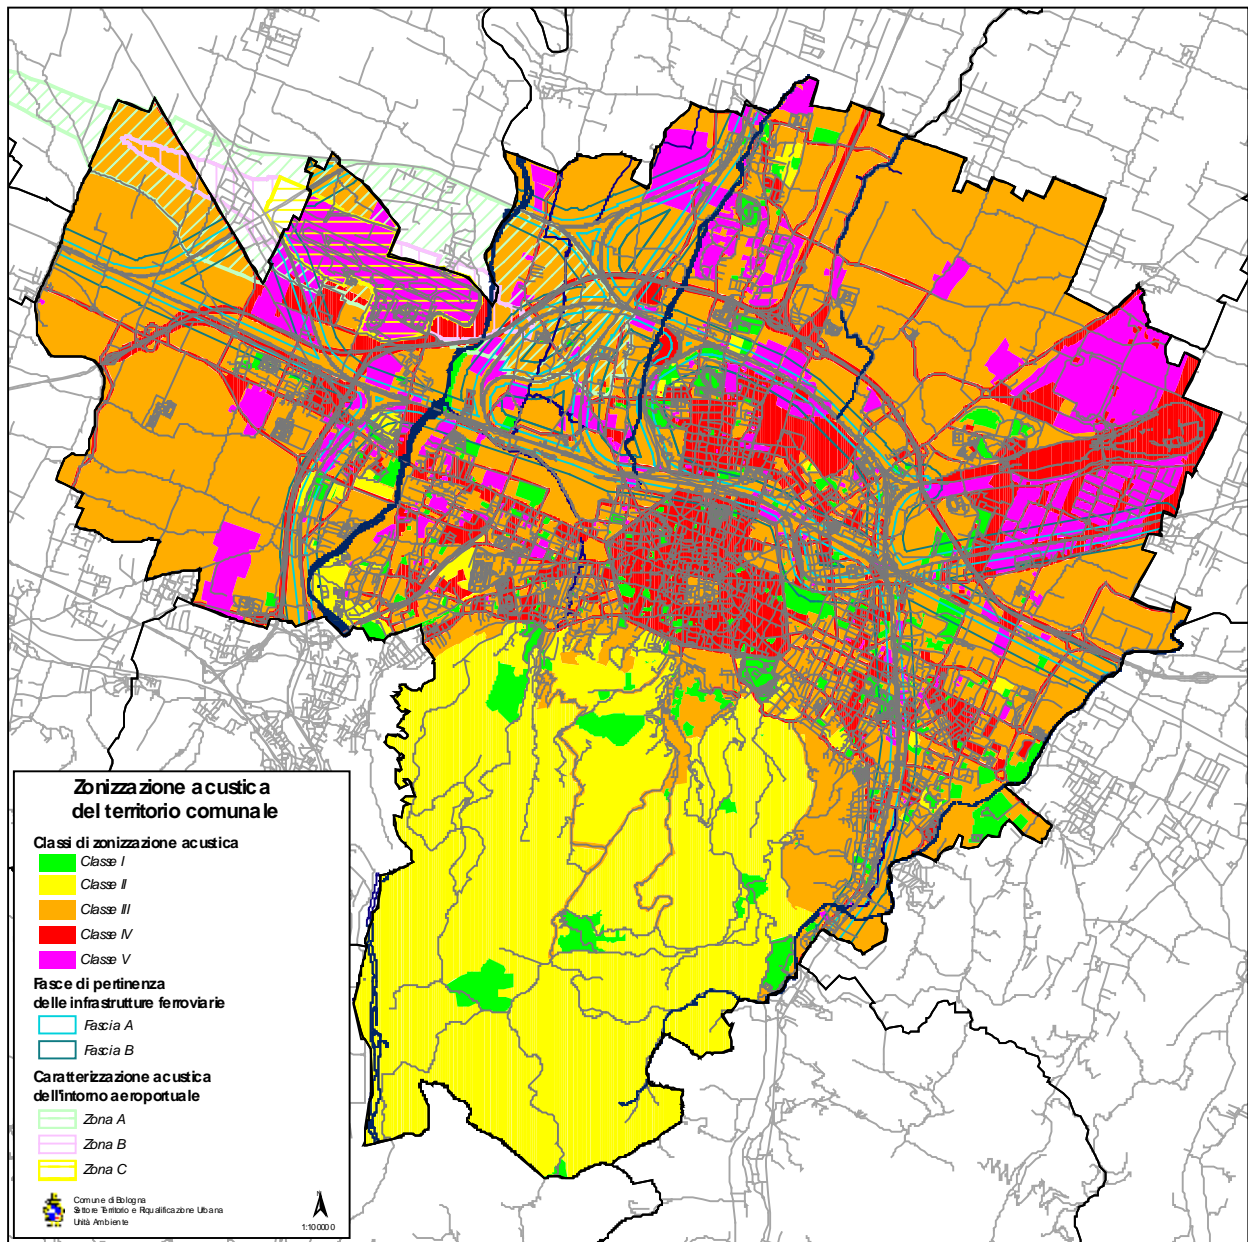 Zonizzazione acustica
del territorio comunale
Classi di zonizzazione acustica
Classe I
Classe II
Classe III
Classe IV
Classe V
Fasce di pertinenza
delle infrastrutture ferroviarie
Fascia A
Fascia B
Caratterizzazione acustica
dell'intorno aeroportuale
Zona A
Zona B
Zona C
Comune di Bologna
Settore Territorio e Riqualificazione Urbana
Unità Ambiente
1:100000